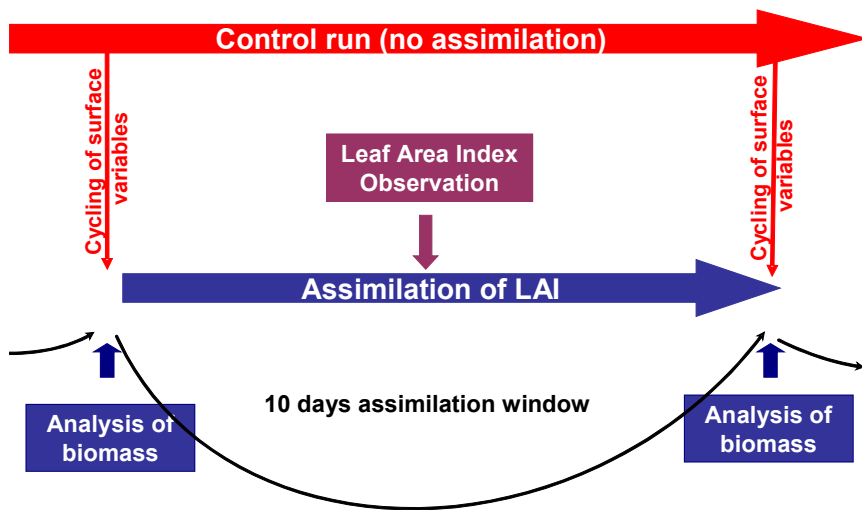 Control run (no assimilation)
Cycling of surface
variables
Leaf Area Index
Observation
Cycling of surface
variables
Assimilation of LAI
10 days assimilation window
Analysis of
biomass
Analysis of
biomass